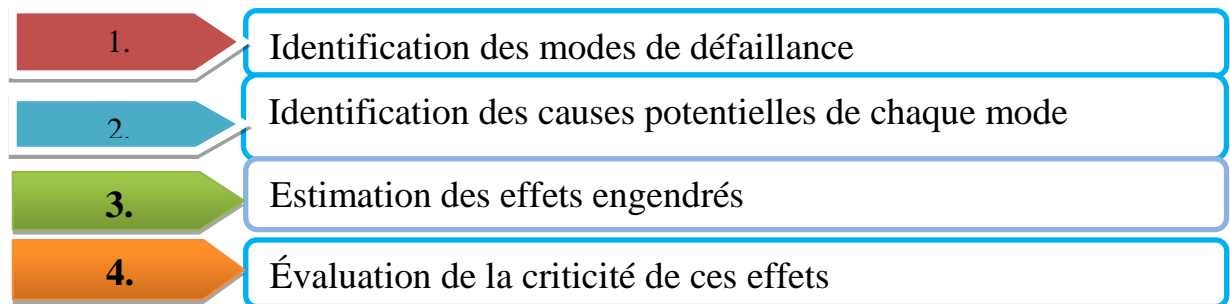 1. Identification des modes de défaillance
2. Identification des causes potentielles de chaque mode
3. Estimation des effets engendrés
4. Évaluation de la criticité de ces effets